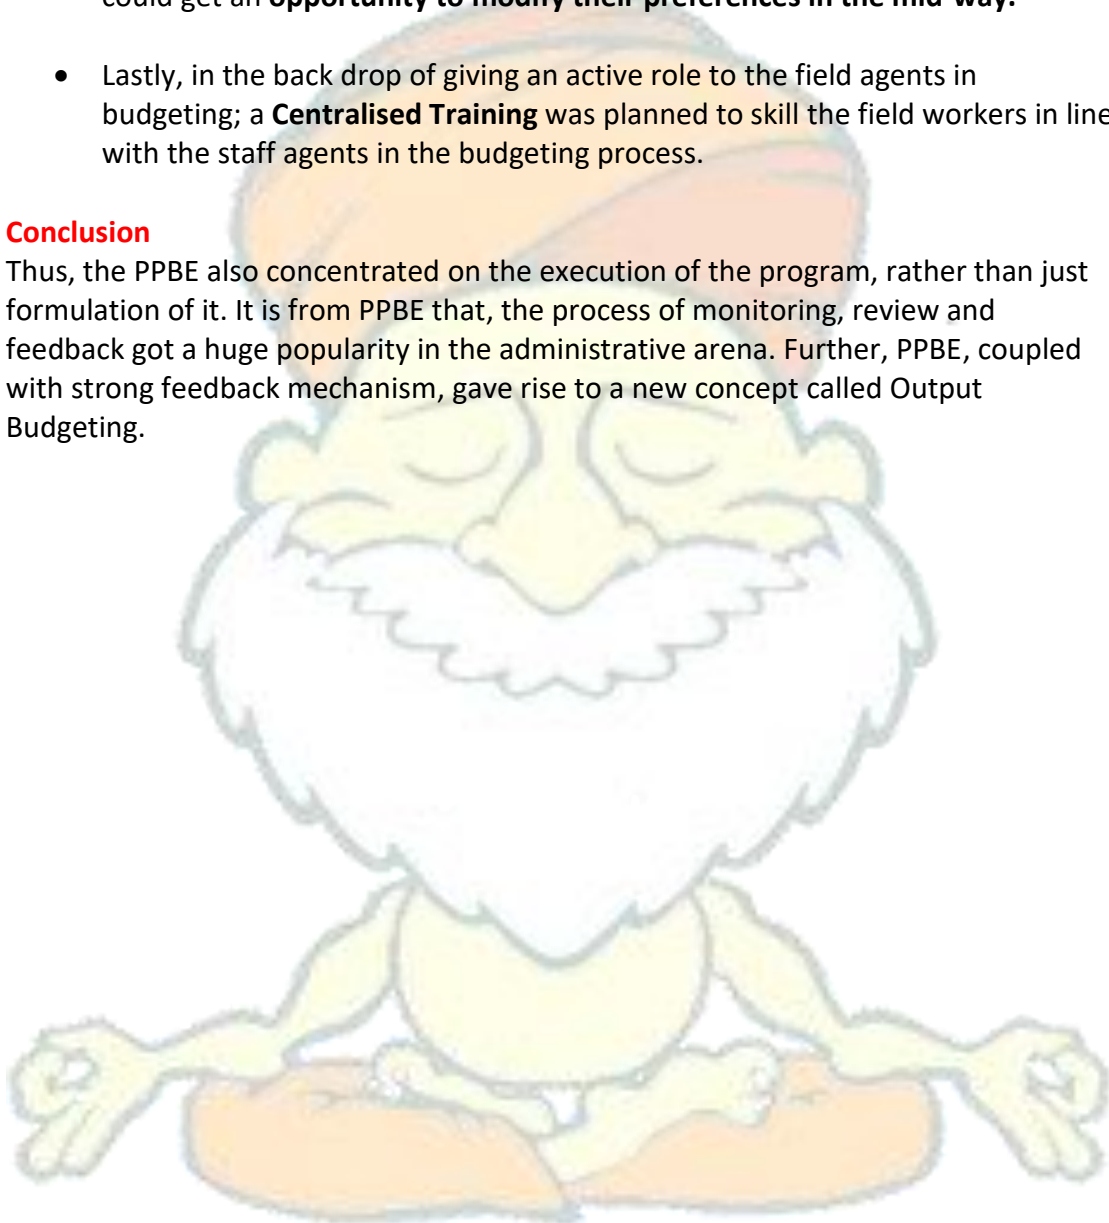 could get an opportunity to modify their preferences in the mid-way.
• Lastly, in the back drop of giving an active role to the field agents in
budgeting; a Centralised Training was planned to skill the field workers in line
with the staff agents in the budgeting process.
Conclusion
Thus, the PPBE also concentrated on the execution of the program, rather than just
formulation of it. It is from PPBE that, the process of monitoring, review and
feedback got a huge popularity in the administrative arena. Further, PPBE, coupled
with strong feedback mechanism, gave rise to a new concept called Output
Budgeting.